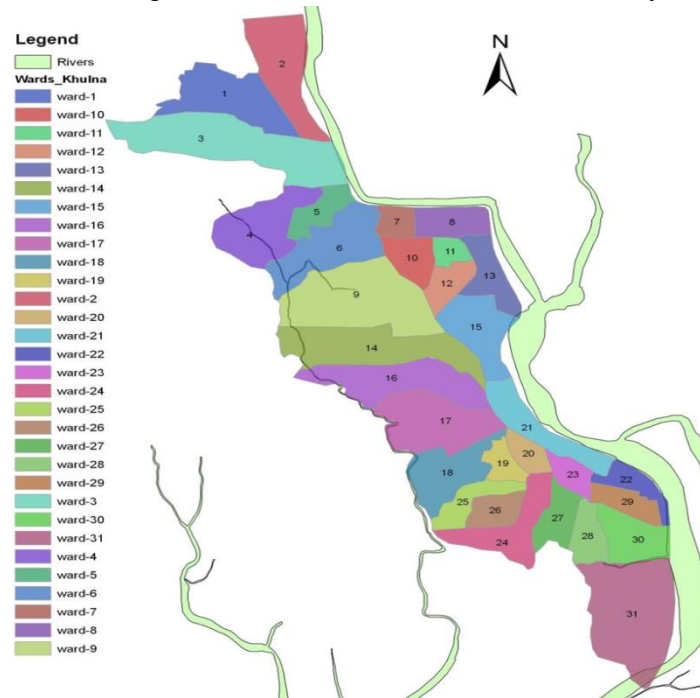 Legend
Rivers
Wards_Khulna
ward-1
ward-10
ward-11
ward-12
ward-13
ward-14
ward-15
ward-16
ward-17
ward-18
ward-19
ward-2
ward-20
ward-21
ward-22
ward-23
ward-24
ward-25
ward-26
ward-27
ward-28
ward-29
ward-3
ward-30
ward-31
ward-4
ward-5
ward-6
ward-7
ward-8
ward-9
N
2
1
3
5
4
6
7
8
10
11
12
13
9
15
14
16
17
21
18
19
20
23
22
25
26
29
24
27
28
30
31